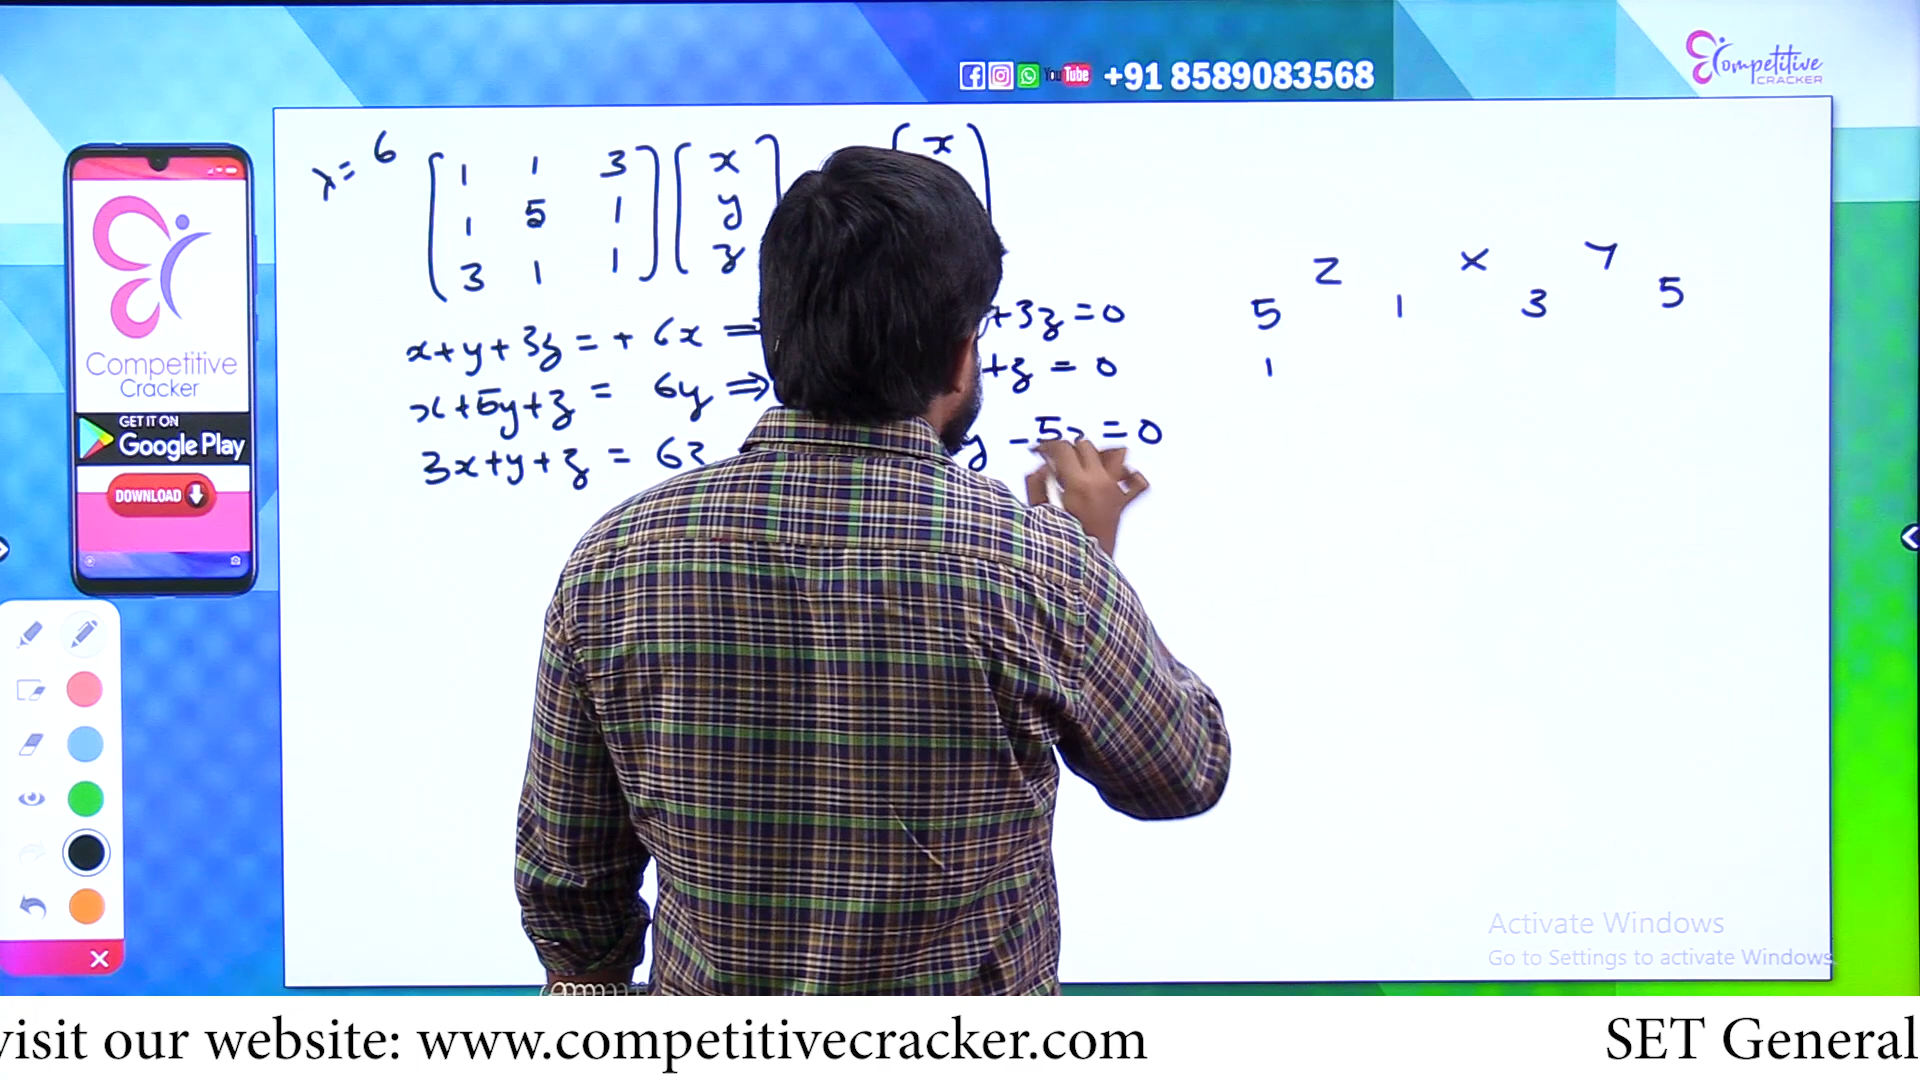 YouTube +91 8589083568
Competitive
CRACKER
λ= 6 [1 1 3] [x] (x)
1 5 1 y
3 1 1 z
z x y
5 1 3 5
1
x+y+3z = + 6x ⇒ +3z = 0
x+5y+z = 6y ⇒ +z = 0
3x+y+z = 6z y - 5z = 0
Competitive
Cracker
GET IT ON
Google Play
DOWNLOAD
Activate Windows
Go to Settings to activate Windows.
visit our website: www.competitivecracker.com
SET General